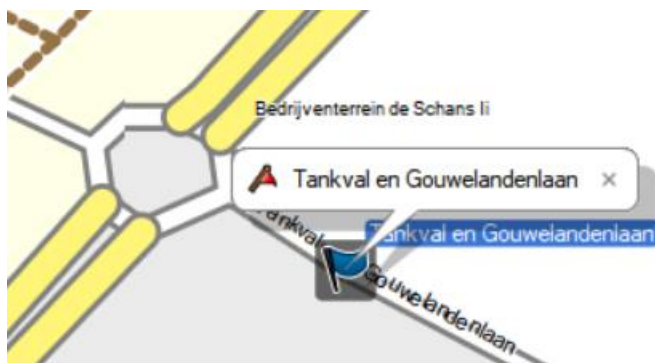 Bedrijventerrein de Schans Ii
Tankval en Gouwelandenlaan ×
Tankval en Gouwelandenlaan
Tankval
Gouwelandenlaan